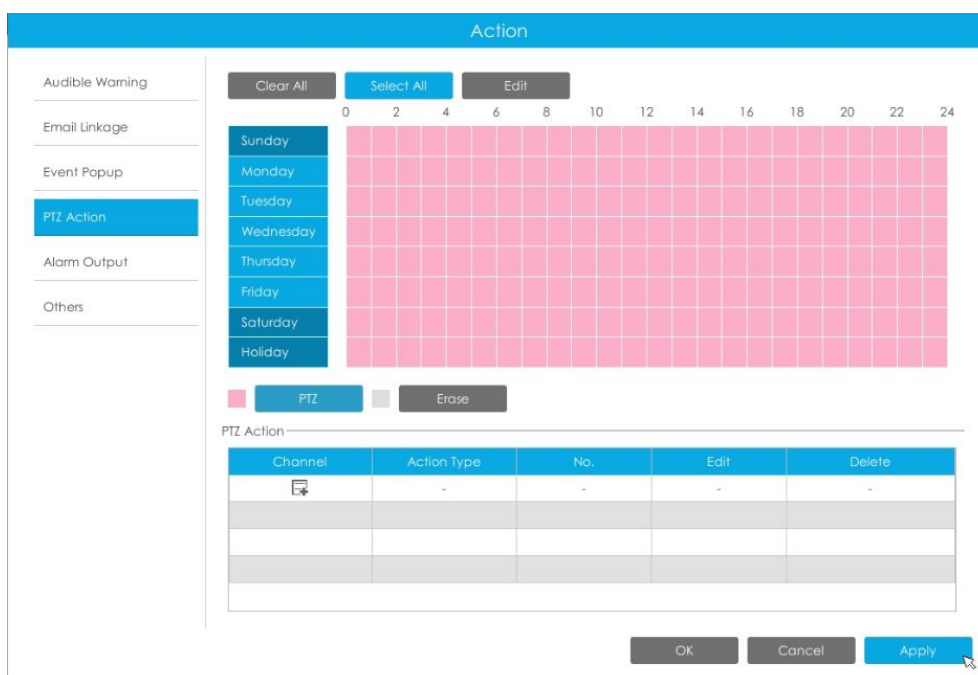 Action
Audible Warning
Email Linkage
Event Popup
PTZ Action
Alarm Output
Others
Clear All Select All Edit
0 2 4 6 8 10 12 14 16 18 20 22 24
Sunday
Monday
Tuesday
Wednesday
Thursday
Friday
Saturday
Holiday
PTZ Erase
PTZ Action
Channel Action Type No. Edit Delete
- - - -
OK Cancel Apply